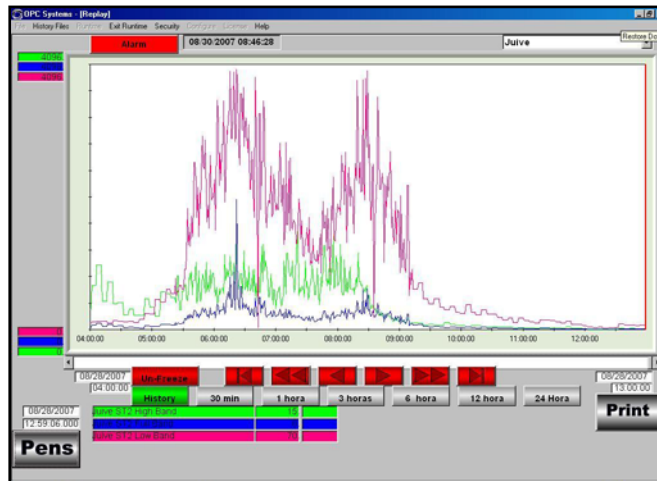 OPC Systems - [Replay]
File History Files Runtime Exit Runtime Security Configure License Help
Restore Do
Alarm 08/30/2007 08:46:28 Juive
4096
4096
0
0
04:00:00 05:00:00 06:00:00 07:00:00 08:00:00 09:00:00 10:00:00 11:00:00 12:00:00
08/28/2007 Un-Freeze 08/28/2007
04:00:00 History 30 min 1 hora 3 horas 6 hora 12 hora 24 Hora 13:00:00
08/28/2007 Juive ST2 High Band 15 Print
12:59:06.000
Juive ST2 Low Band 70
Pens